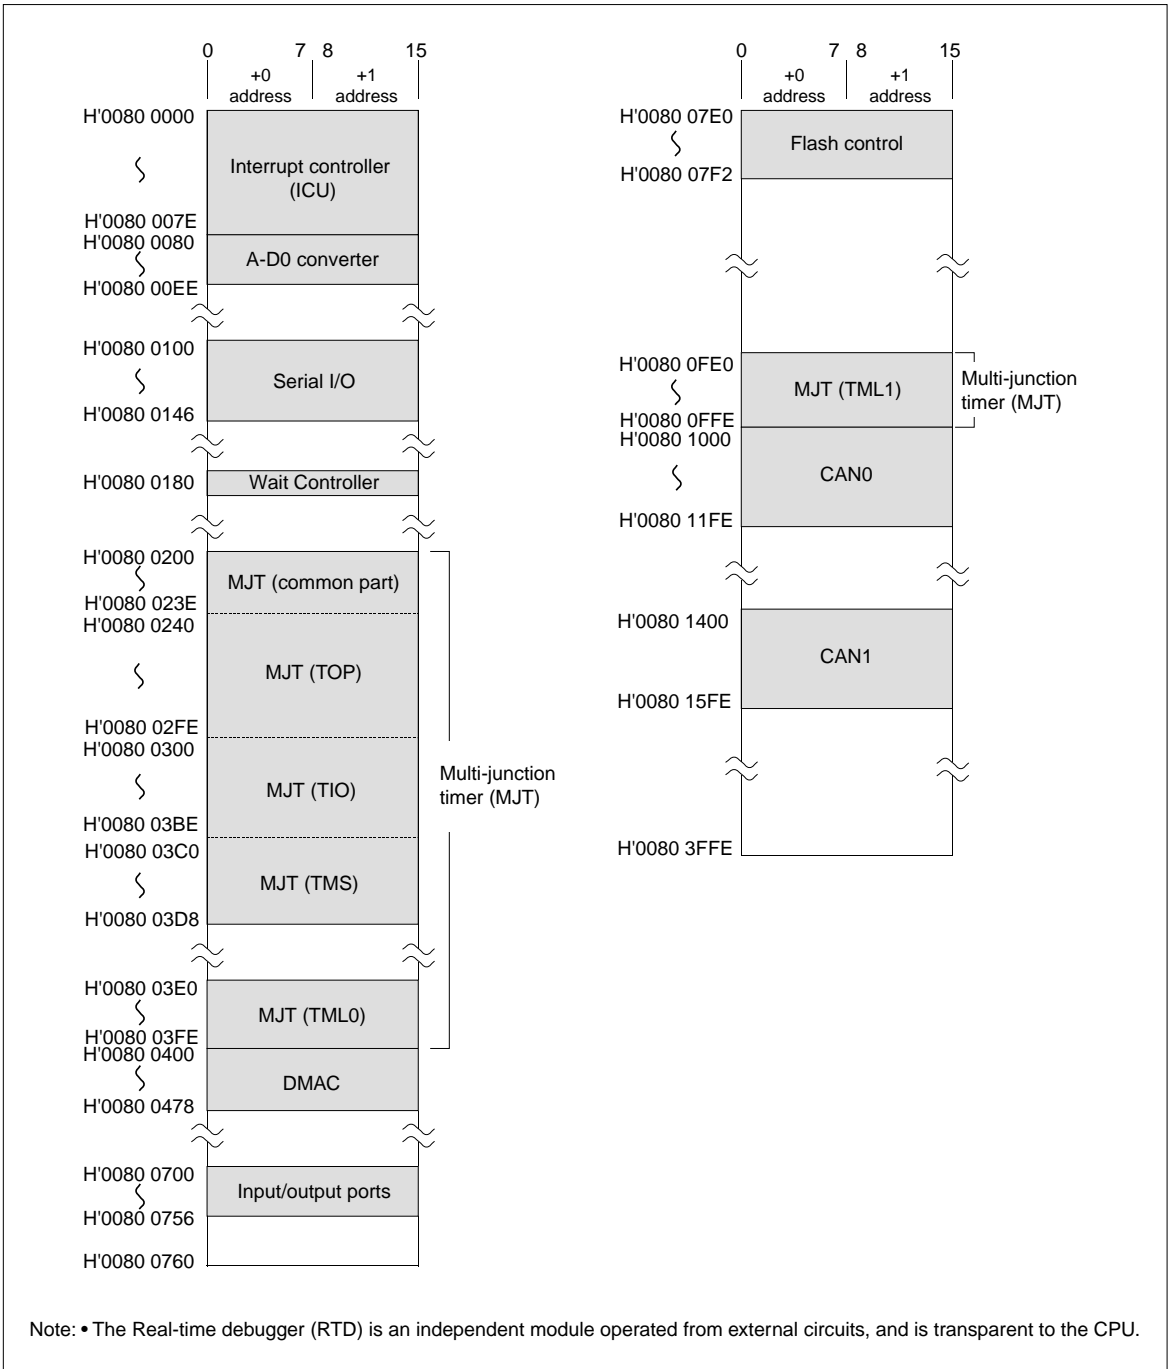 0 7 8 15
+0 address +1 address
H'0080 0000
Interrupt controller
(ICU)
H'0080 007E
H'0080 0080
A-D0 converter
H'0080 00EE
H'0080 0100
Serial I/O
H'0080 0146
H'0080 0180 Wait Controller
H'0080 0200
MJT (common part)
H'0080 023E
H'0080 0240
MJT (TOP)
H'0080 02FE
H'0080 0300
MJT (TIO)
H'0080 03BE
H'0080 03C0
MJT (TMS)
H'0080 03D8
Multi-junction
timer (MJT)
H'0080 03E0
MJT (TML0)
H'0080 03FE
H'0080 0400
DMAC
H'0080 0478
H'0080 0700
Input/output ports
H'0080 0756
H'0080 0760
0 7 8 15
+0 address +1 address
H'0080 07E0
Flash control
H'0080 07F2
H'0080 0FE0
MJT (TML1)
Multi-junction
timer (MJT)
H'0080 0FFE
H'0080 1000
CAN0
H'0080 11FE
H'0080 1400
CAN1
H'0080 15FE
H'0080 3FFE
Note: • The Real-time debugger (RTD) is an independent module operated from external circuits, and is transparent to the CPU.